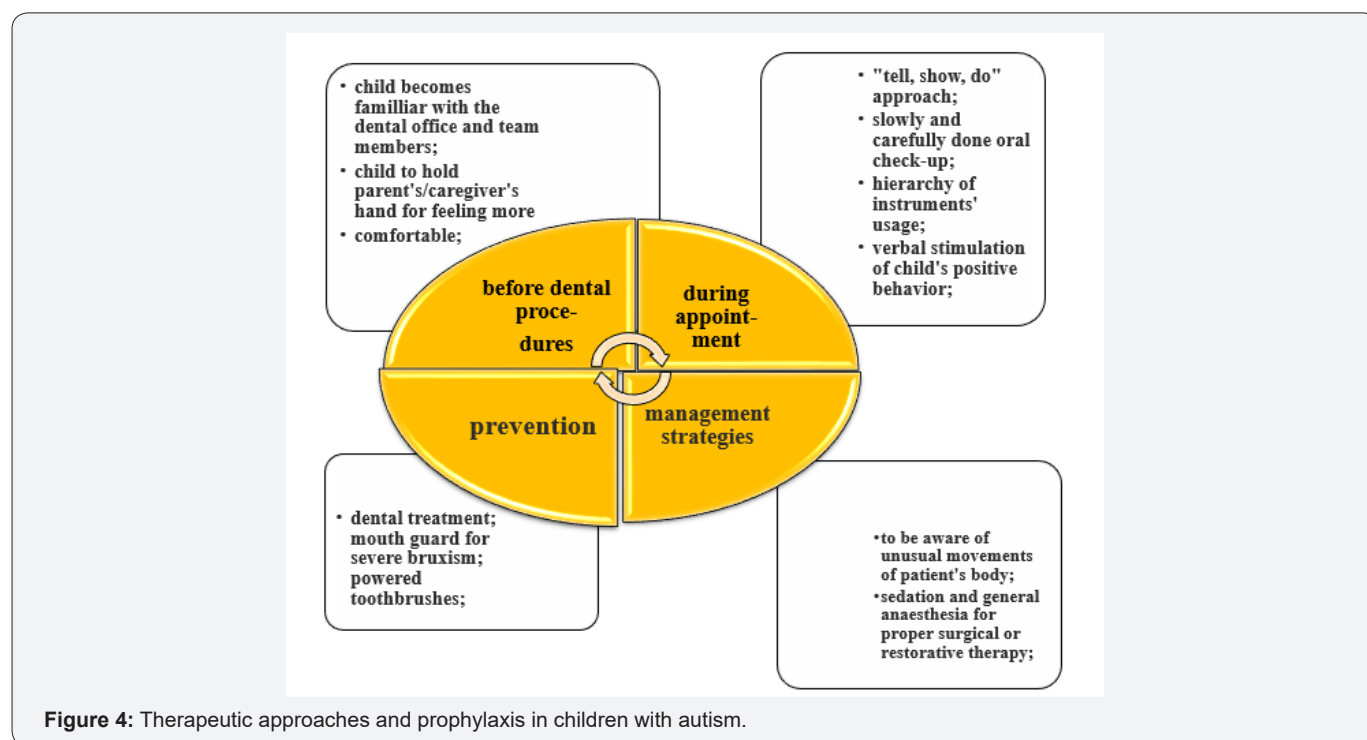 • child becomes
familliar with the
dental office and team
members;
• child to hold
parent's/caregiver's
hand for feeling more
• comfortable;
• "tell, show, do"
approach;
• slowly and
carefully done oral
check-up;
• hierarchy of
instruments'
usage;
• verbal stimulation
of child's positive
behavior;
before dental
proce-
dures
during
appoint-
ment
prevention
management
strategies
• dental treatment;
mouth guard for
severe bruxism;
powered
toothbrushes;
•to be aware of
unusual movements
of patient's body;
•sedation and general
anaesthesia for
proper surgical or
restorative therapy;
Figure 4: Therapeutic approaches and prophylaxis in children with autism.